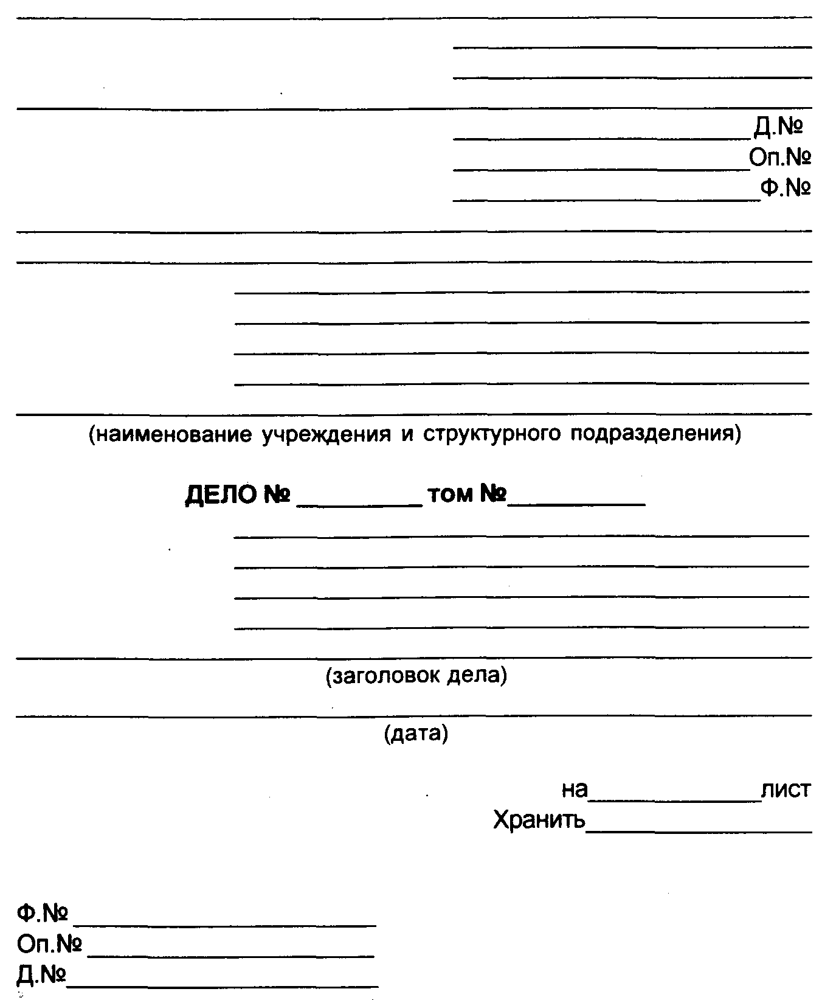 Д.№
Оп.№
Ф.№
(наименование учреждения и структурного подразделения)
ДЕЛО № том №
(заголовок дела)
(дата)
на лист
Хранить
Ф.№
Оп.№
Д.№